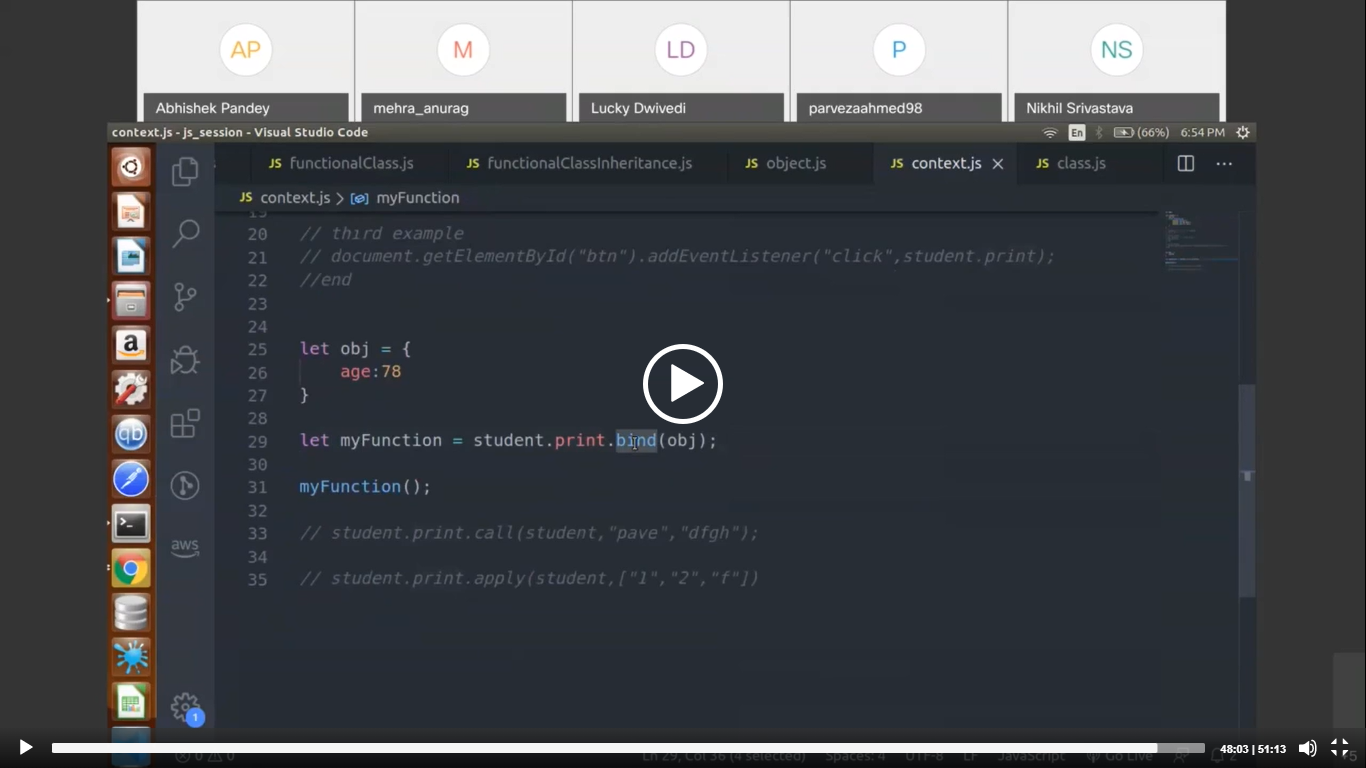 AP
M
LD
P
NS
Abhishek Pandey
mehra_anurag
Lucky Dwivedi
parvezaahmed98
Nikhil Srivastava
context.js - js_session - Visual Studio Code
En
(66%)
6:54 PM
JS functionalClass.js
JS functionalClassInheritance.js
JS object.js
JS context.js
JS class.js
JS context.js > myFunction
19
20 // third example
21 // document.getElementById("btn").addEventListener("click",student.print);
22 //end
23
24
25 let obj = {
26 age:78
27 }
28
29 let myFunction = student.print.bind(obj);
30
31 myFunction();
32
33 // student.print.call(student,"pave","dfgh");
34
35 // student.print.apply(student,["1","2","f"])
a
qb
aws
1
48:03 | 51:13
0 0 Ln 29, Col 36 (4 selected) Spaces: 4 UTF-8 LF JavaScript Go Live 2